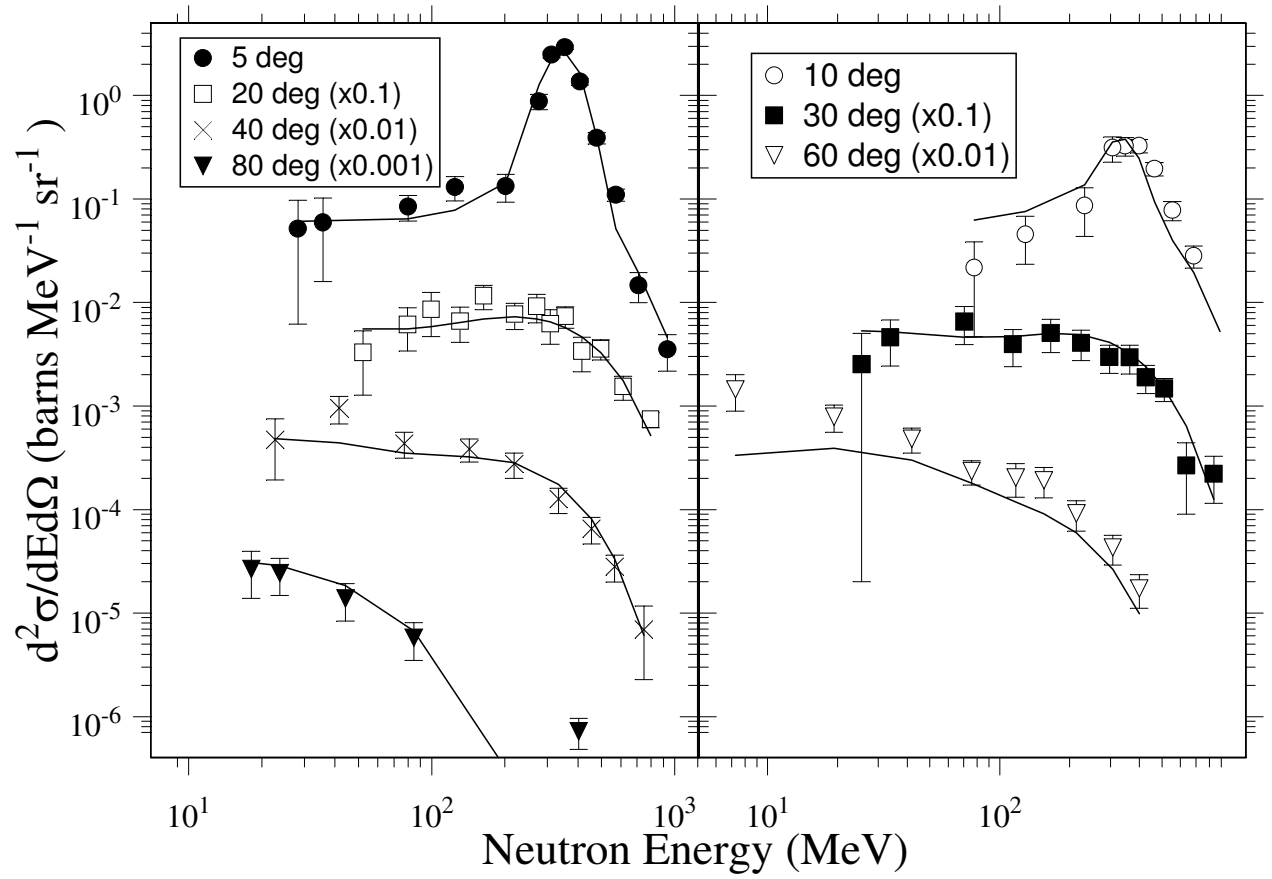 d²σ/dEdΩ (barns MeV⁻¹ sr⁻¹)
10⁰
10⁻¹
10⁻²
10⁻³
10⁻⁴
10⁻⁵
10⁻⁶
5 deg
20 deg (x0.1)
40 deg (x0.01)
80 deg (x0.001)
10 deg
30 deg (x0.1)
60 deg (x0.01)
10¹ 10² 10³ 10¹ 10²
Neutron Energy (MeV)